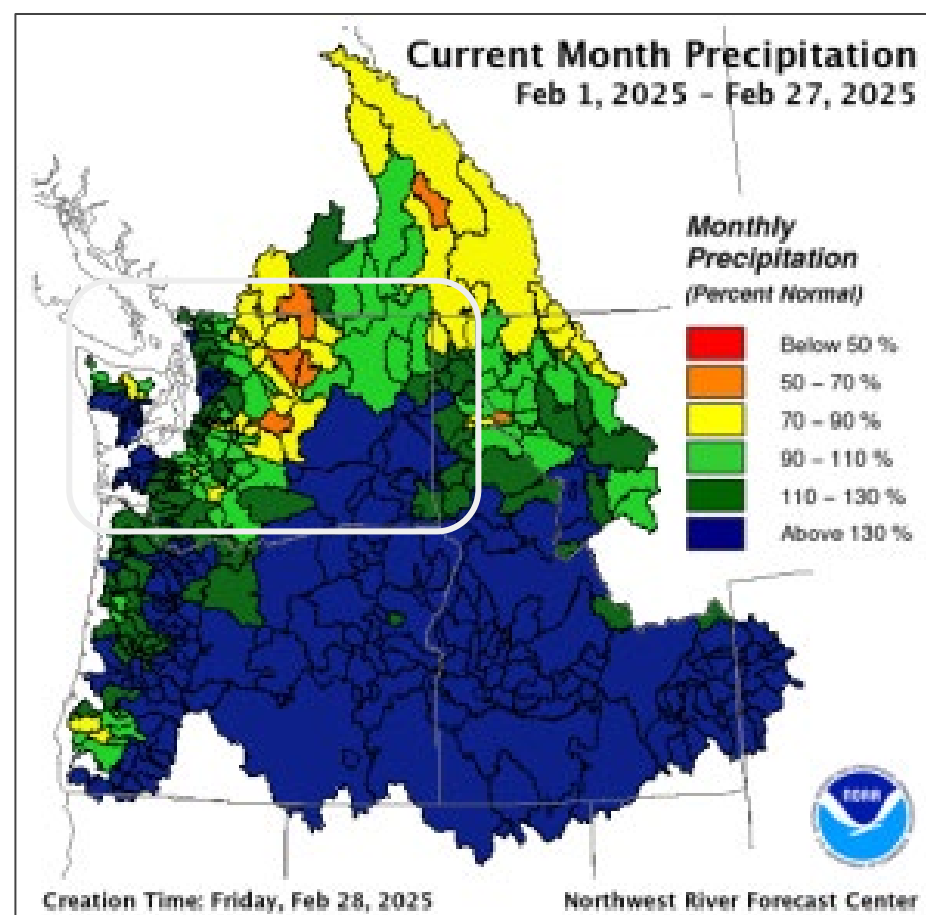 Current Month Precipitation
Feb 1, 2025 - Feb 27, 2025
Monthly
Precipitation
(Percent Normal)
Below 50 %
50 - 70 %
70 - 90 %
90 - 110 %
110 - 130 %
Above 130 %
NOAA
Creation Time: Friday, Feb 28, 2025
Northwest River Forecast Center